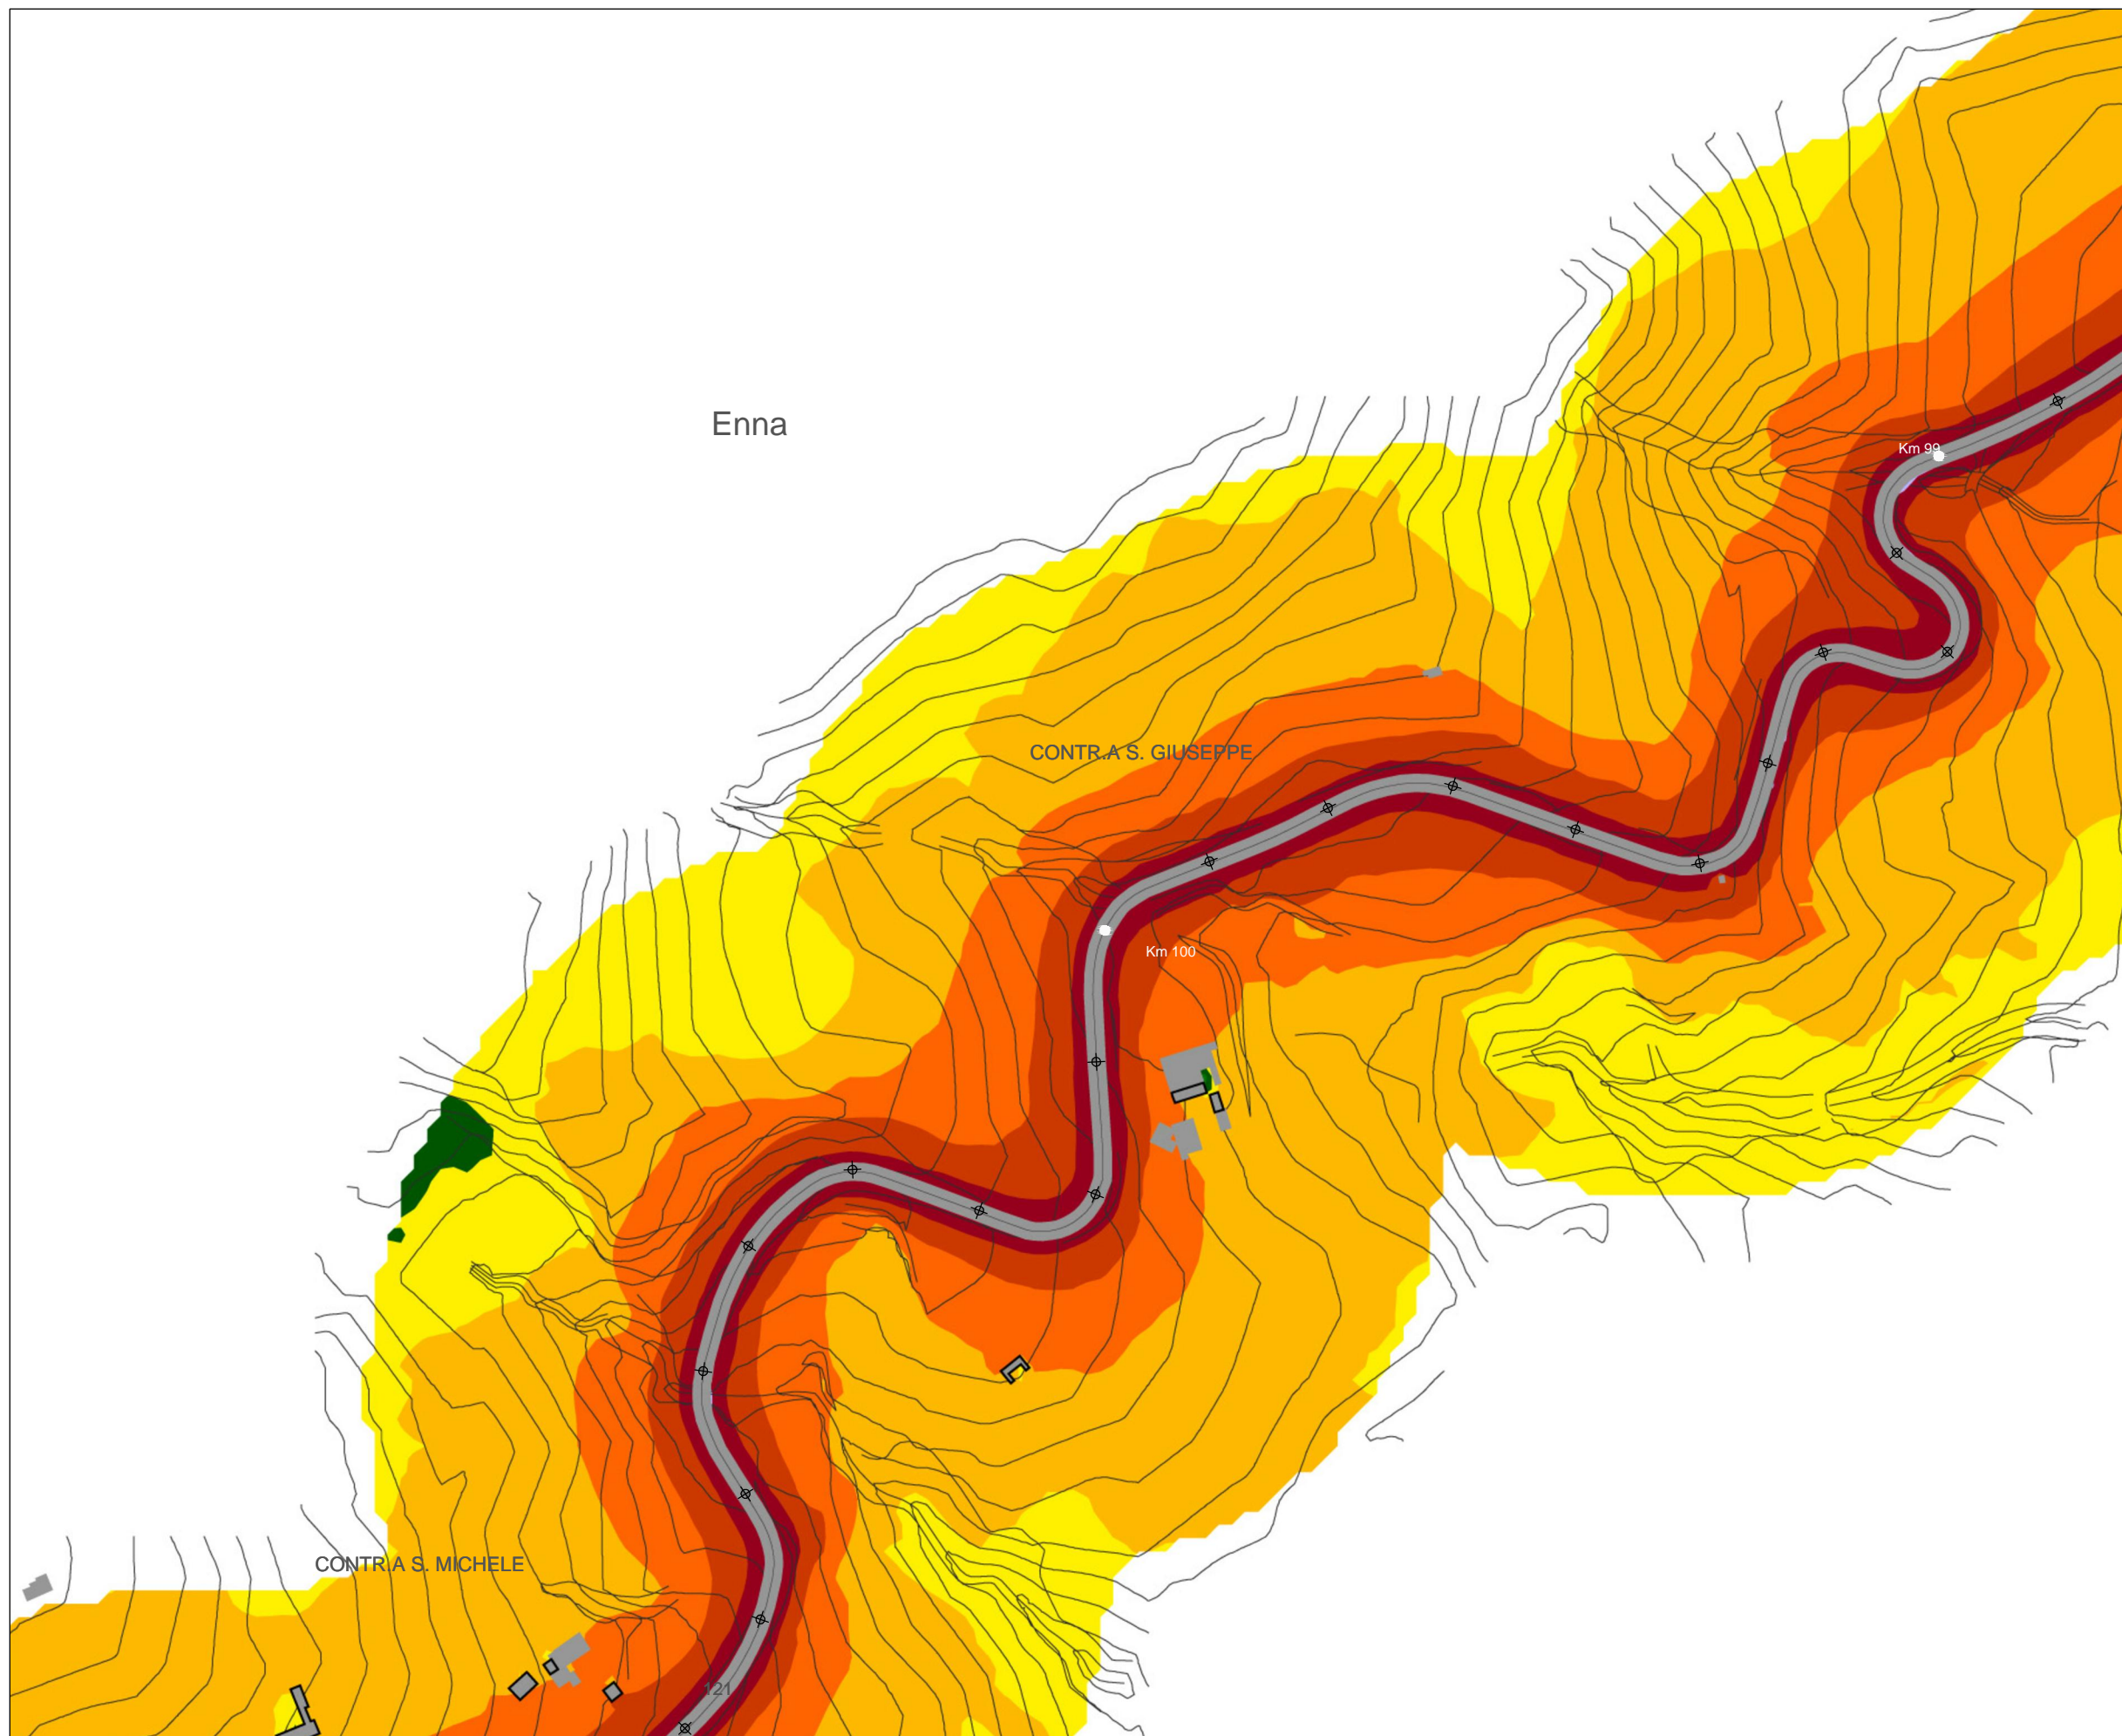 Enna
Km 99
CONTR.A S. GIUSEPPE
Km 100
CONTR.A S. MICHELE
121